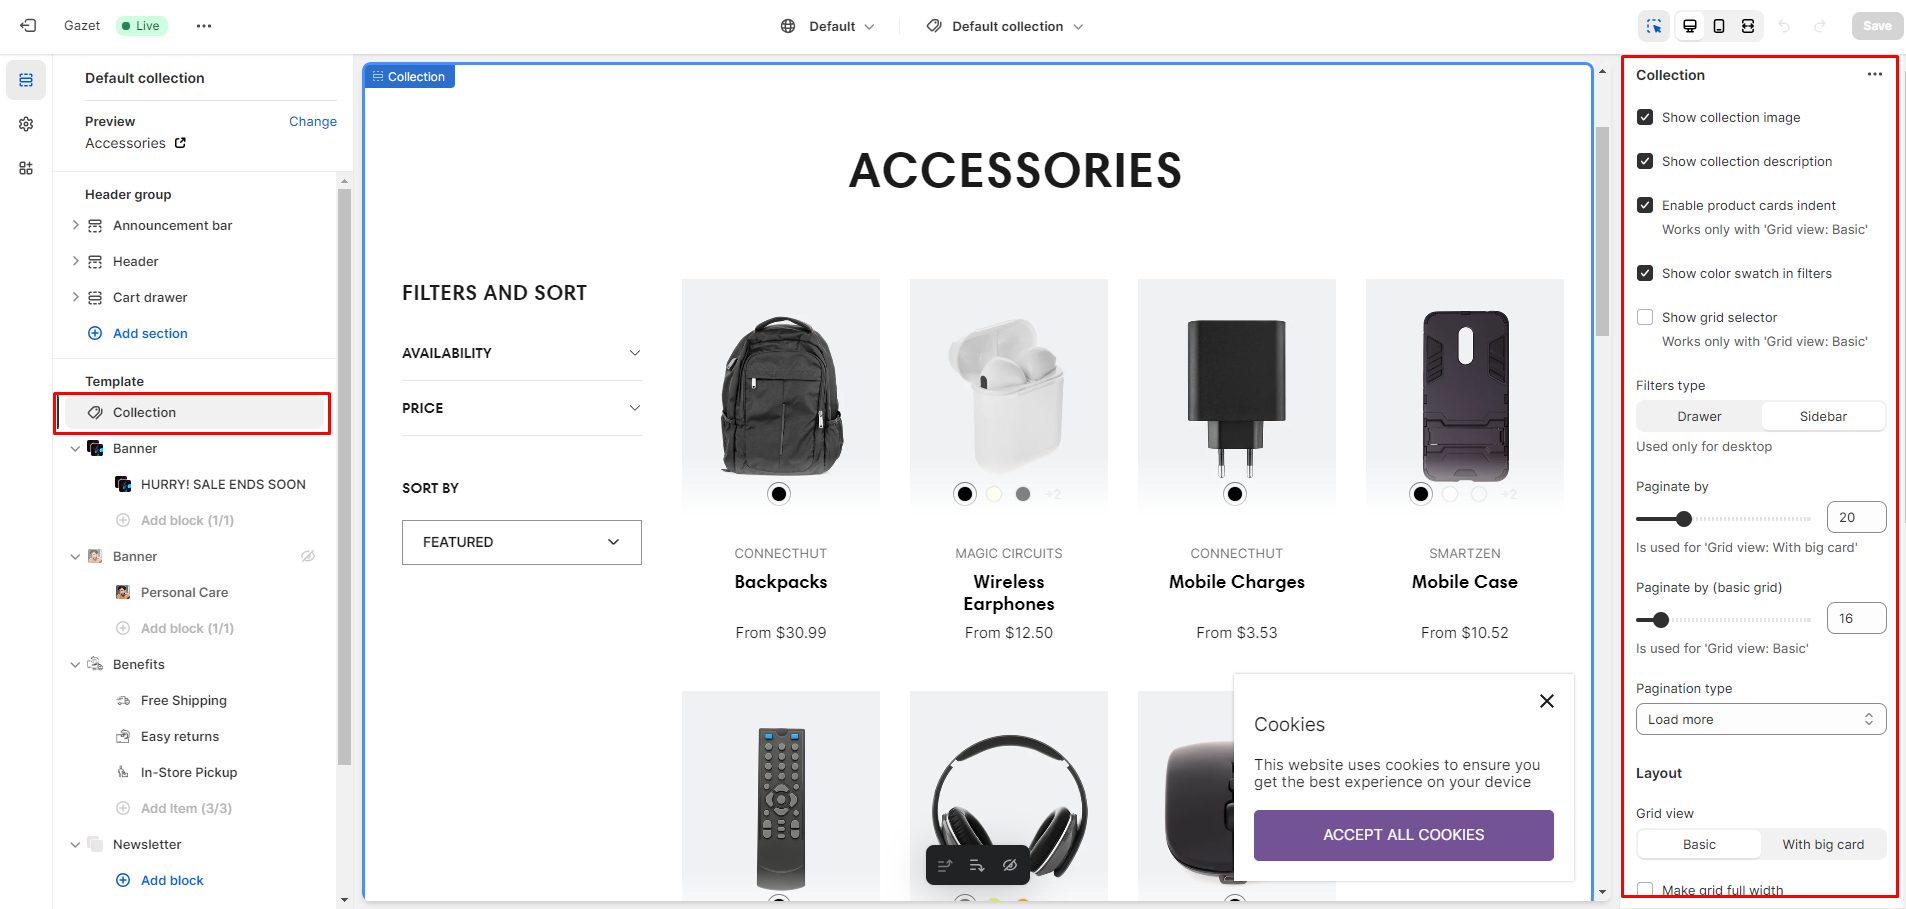 Gazet
Live
Default
Default collection
Save
Default collection
Preview
Change
Accessories
Header group
Announcement bar
Header
Cart drawer
Add section
Template
Collection
Banner
HURRY! SALE ENDS SOON
Add block (1/1)
Banner
Personal Care
Add block (1/1)
Benefits
Free Shipping
Easy returns
In-Store Pickup
Add Item (3/3)
Newsletter
Add block
Collection
ACCESSORIES
FILTERS AND SORT
AVAILABILITY
PRICE
SORT BY
FEATURED
CONNECTHUT
Backpacks
From $30.99
+2
MAGIC CIRCUITS
Wireless
Earphones
From $12.50
CONNECTHUT
Mobile Charges
From $3.53
+2
SMARTZEN
Mobile Case
From $10.52
Cookies
This website uses cookies to ensure you
get the best experience on your device
ACCEPT ALL COOKIES
Collection
Show collection image
Show collection description
Enable product cards indent
Works only with 'Grid view: Basic'
Show color swatch in filters
Show grid selector
Works only with 'Grid view: Basic'
Filters type
Drawer
Sidebar
Used only for desktop
Paginate by
20
Is used for 'Grid view: With big card'
Paginate by (basic grid)
16
Is used for 'Grid view: Basic'
Pagination type
Load more
Layout
Grid view
Basic
With big card
Make grid full width